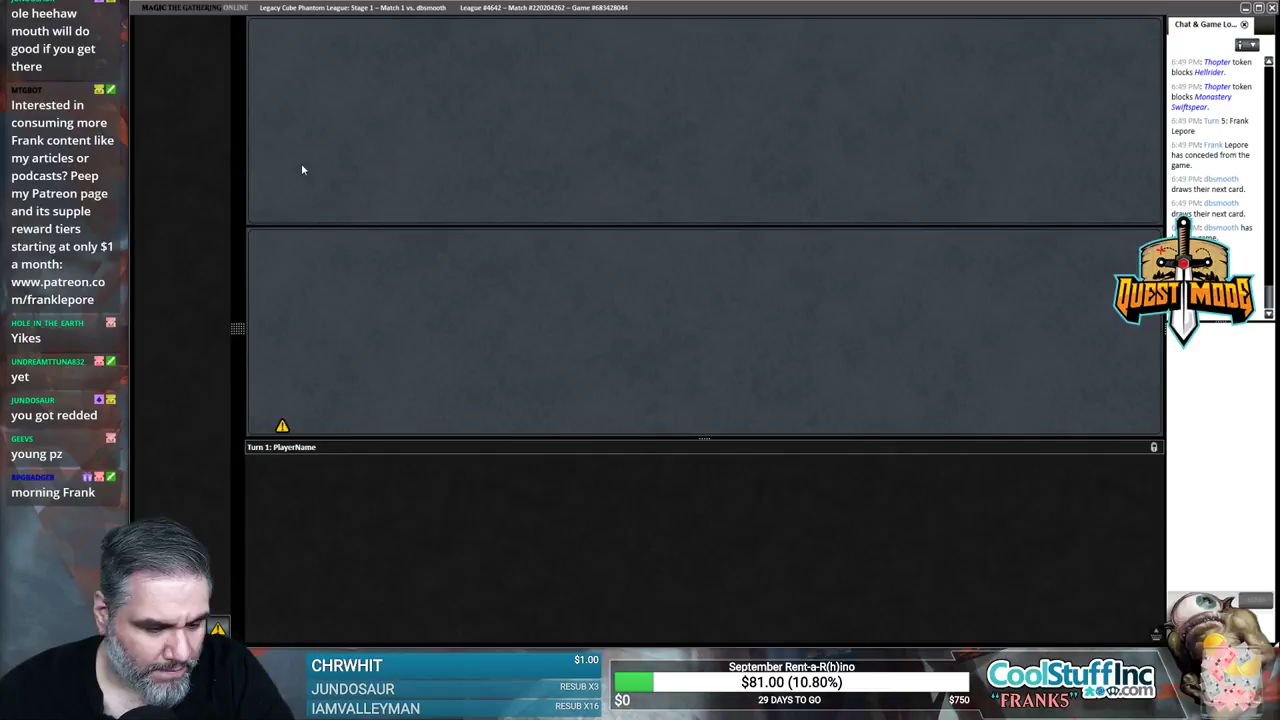 MAGIC THE GATHERING ONLINE
Legacy Cube Phantom League: Stage 1 – Match 1 vs. dbsmooth
League #4642 – Match #220204262 – Game #683428044
ole heehaw
mouth will do
good if you get
there
MTGBOT
Interested in
consuming more
Frank content like
my articles or
podcasts? Peep
my Patreon page
and its supple
reward tiers
starting at only $1
a month:
www.patreon.co
m/franklepore
HOLE IN THE EARTH
Yikes
UNDREAMTTUNA832
yet
JUNDOSAUR
you got redded
GEEVS
young pz
RPGBADGER
morning Frank
Turn 1: PlayerName
Chat & Game Lo...
6:49 PM: Thopter token
blocks Hellrider.
6:49 PM: Thopter token
blocks Monastery
Swiftspear.
6:49 PM: Turn 5: Frank
Lepore
6:49 PM: Frank Lepore
has conceded from the
game.
6:49 PM: dbsmooth
draws their next card.
6:49 PM: dbsmooth
draws their next card.
dbsmooth has
game.
QUEST MODE
CHRWHIT $1.00
JUNDOSAUR RESUB X3
IAMVALLEYMAN RESUB X16
September Rent-a-R(h)ino
$81.00 (10.80%)
$0 29 DAYS TO GO $750
CoolStuffInc
.com
"FRANK5"